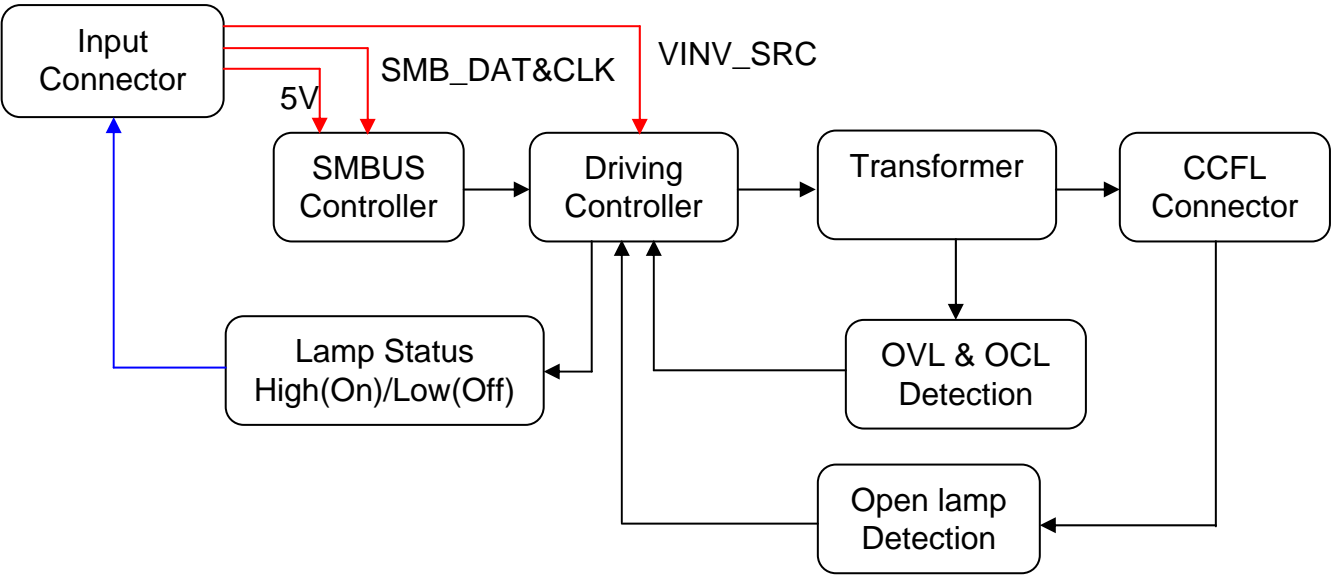 Input
Connector
VINV_SRC
SMB_DAT&CLK
5V
SMBUS
Controller
Driving
Controller
Transformer
CCFL
Connector
Lamp Status
High(On)/Low(Off)
OVL & OCL
Detection
Open lamp
Detection